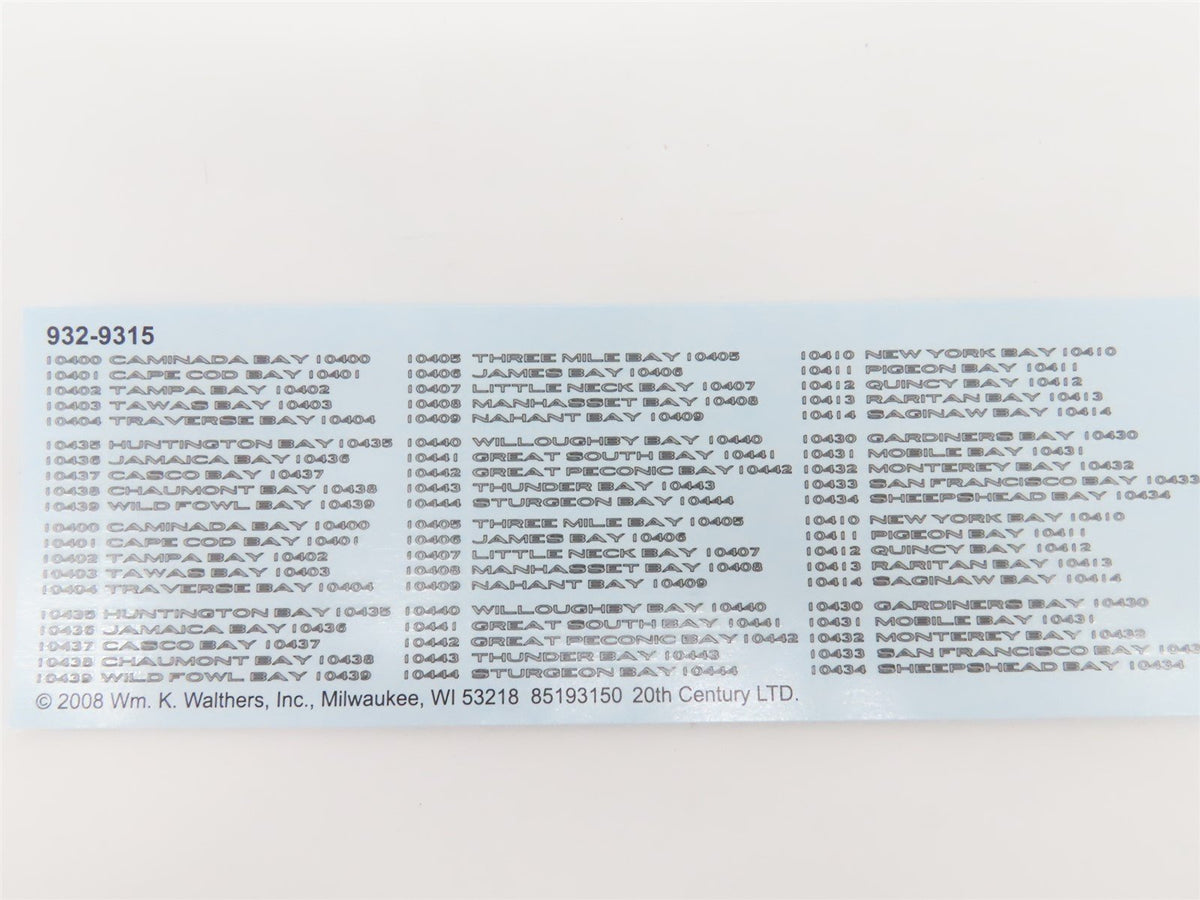 932-9315
10400 CAMINADA BAY 10400
10401 CAPE COD BAY 10401
10402 TAMPA BAY 10402
10403 TAWAS BAY 10403
10404 TRAVERSE BAY 10404
10435 HUNTINGTON BAY 10435
10436 JAMAICA BAY 10436
10437 CASCO BAY 10437
10438 CHAUMONT BAY 10438
10439 WILD FOWL BAY 10439
10400 CAMINADA BAY 10400
10401 CAPE COD BAY 10401
10402 TAMPA BAY 10402
10403 TAWAS BAY 10403
10404 TRAVERSE BAY 10404
10435 HUNTINGTON BAY 10435
10436 JAMAICA BAY 10436
10437 CASCO BAY 10437
10438 CHAUMONT BAY 10438
10439 WILD FOWL BAY 10439
10405 THREE MILE BAY 10405
10406 JAMES BAY 10406
10407 LITTLE NECK BAY 10407
10408 MANHASSET BAY 10408
10409 NAHANT BAY 10409
10440 WILLOUGHBY BAY 10440
10441 GREAT SOUTH BAY 10441
10442 GREAT PECONIC BAY 10442
10443 THUNDER BAY 10443
10444 STURGEON BAY 10444
10405 THREE MILE BAY 10405
10406 JAMES BAY 10406
10407 LITTLE NECK BAY 10407
10408 MANHASSET BAY 10408
10409 NAHANT BAY 10409
10440 WILLOUGHBY BAY 10440
10441 GREAT SOUTH BAY 10441
10442 GREAT PECONIC BAY 10442
10443 THUNDER BAY 10443
10444 STURGEON BAY 10444
10410 NEW YORK BAY 10410
10411 PIGEON BAY 10411
10412 QUINCY BAY 10412
10413 RARITAN BAY 10413
10414 SAGINAW BAY 10414
10430 GARDINERS BAY 10430
10431 MOBILE BAY 10431
10432 MONTEREY BAY 10432
10433 SAN FRANCISCO BAY 10433
10434 SHEEPSHEAD BAY 10434
10410 NEW YORK BAY 10410
10411 PIGEON BAY 10411
10412 QUINCY BAY 10412
10413 RARITAN BAY 10413
10414 SAGINAW BAY 10414
10430 GARDINERS BAY 10430
10431 MOBILE BAY 10431
10432 MONTEREY BAY 10432
10433 SAN FRANCISCO BAY 1043
10434 SHEEPSHEAD BAY 10434
© 2008 Wm. K. Walthers, Inc., Milwaukee, WI 53218 85193150 20th Century LTD.